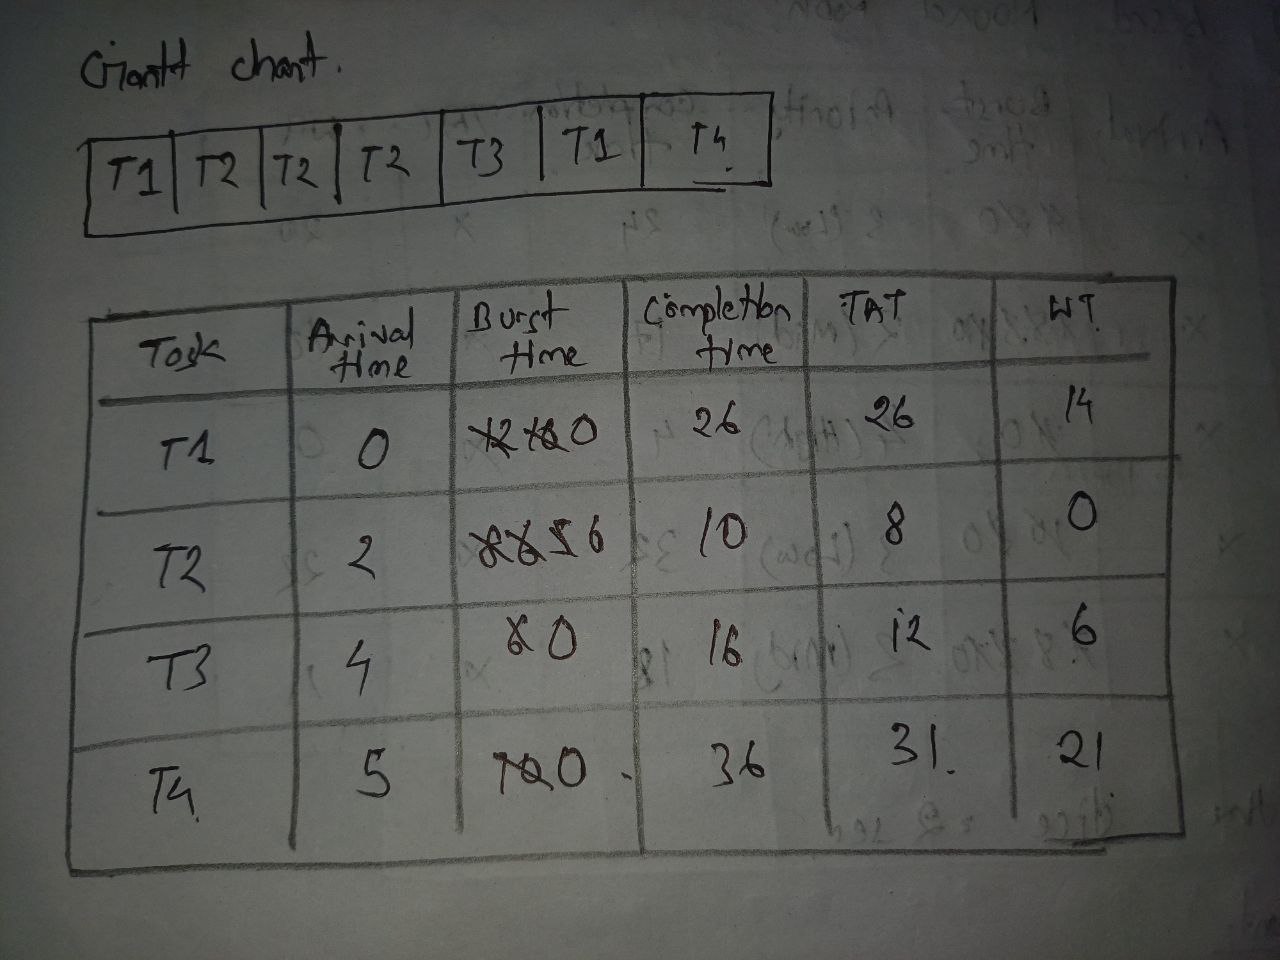 Giantt chart.
T1 T2 T2 T2 T3 T1 T4
Task Arrival time Burst time Completion time TAT WT.
T1 0 12 10 0 26 26 14
T2 2 8 6 5 6 10 8 0
T3 4 6 0 16 12 6
T4 5 10 0 36 31. 21